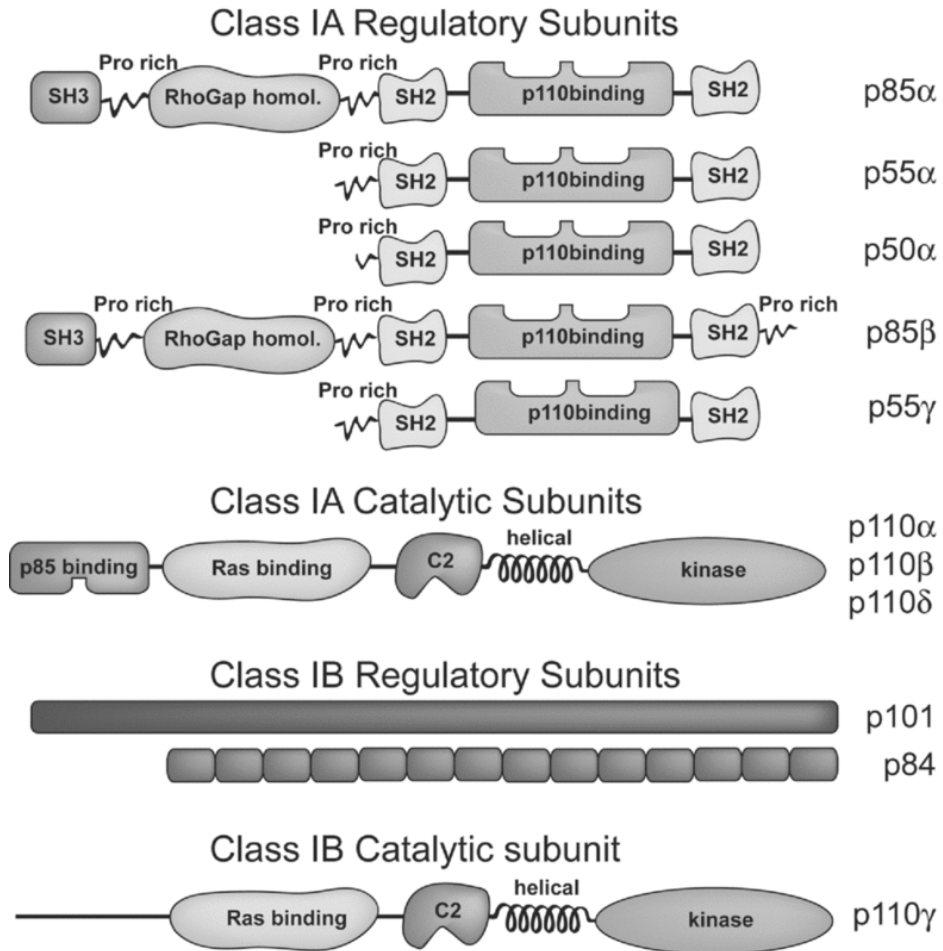 Class IA Regulatory Subunits
Pro rich Pro rich
SH3 RhoGap homol. SH2 p110binding SH2 p85α
Pro rich
SH2 p110binding SH2 p55α
Pro rich
SH2 p110binding SH2 p50α
Pro rich Pro rich Pro rich
SH3 RhoGap homol. SH2 p110binding SH2 p85β
Pro rich
SH2 p110binding SH2 p55γ
Class IA Catalytic Subunits
p110α
helical
p85 binding Ras binding C2 kinase p110β
p110δ
Class IB Regulatory Subunits
p101
p84
Class IB Catalytic subunit
helical
Ras binding C2 kinase p110γ